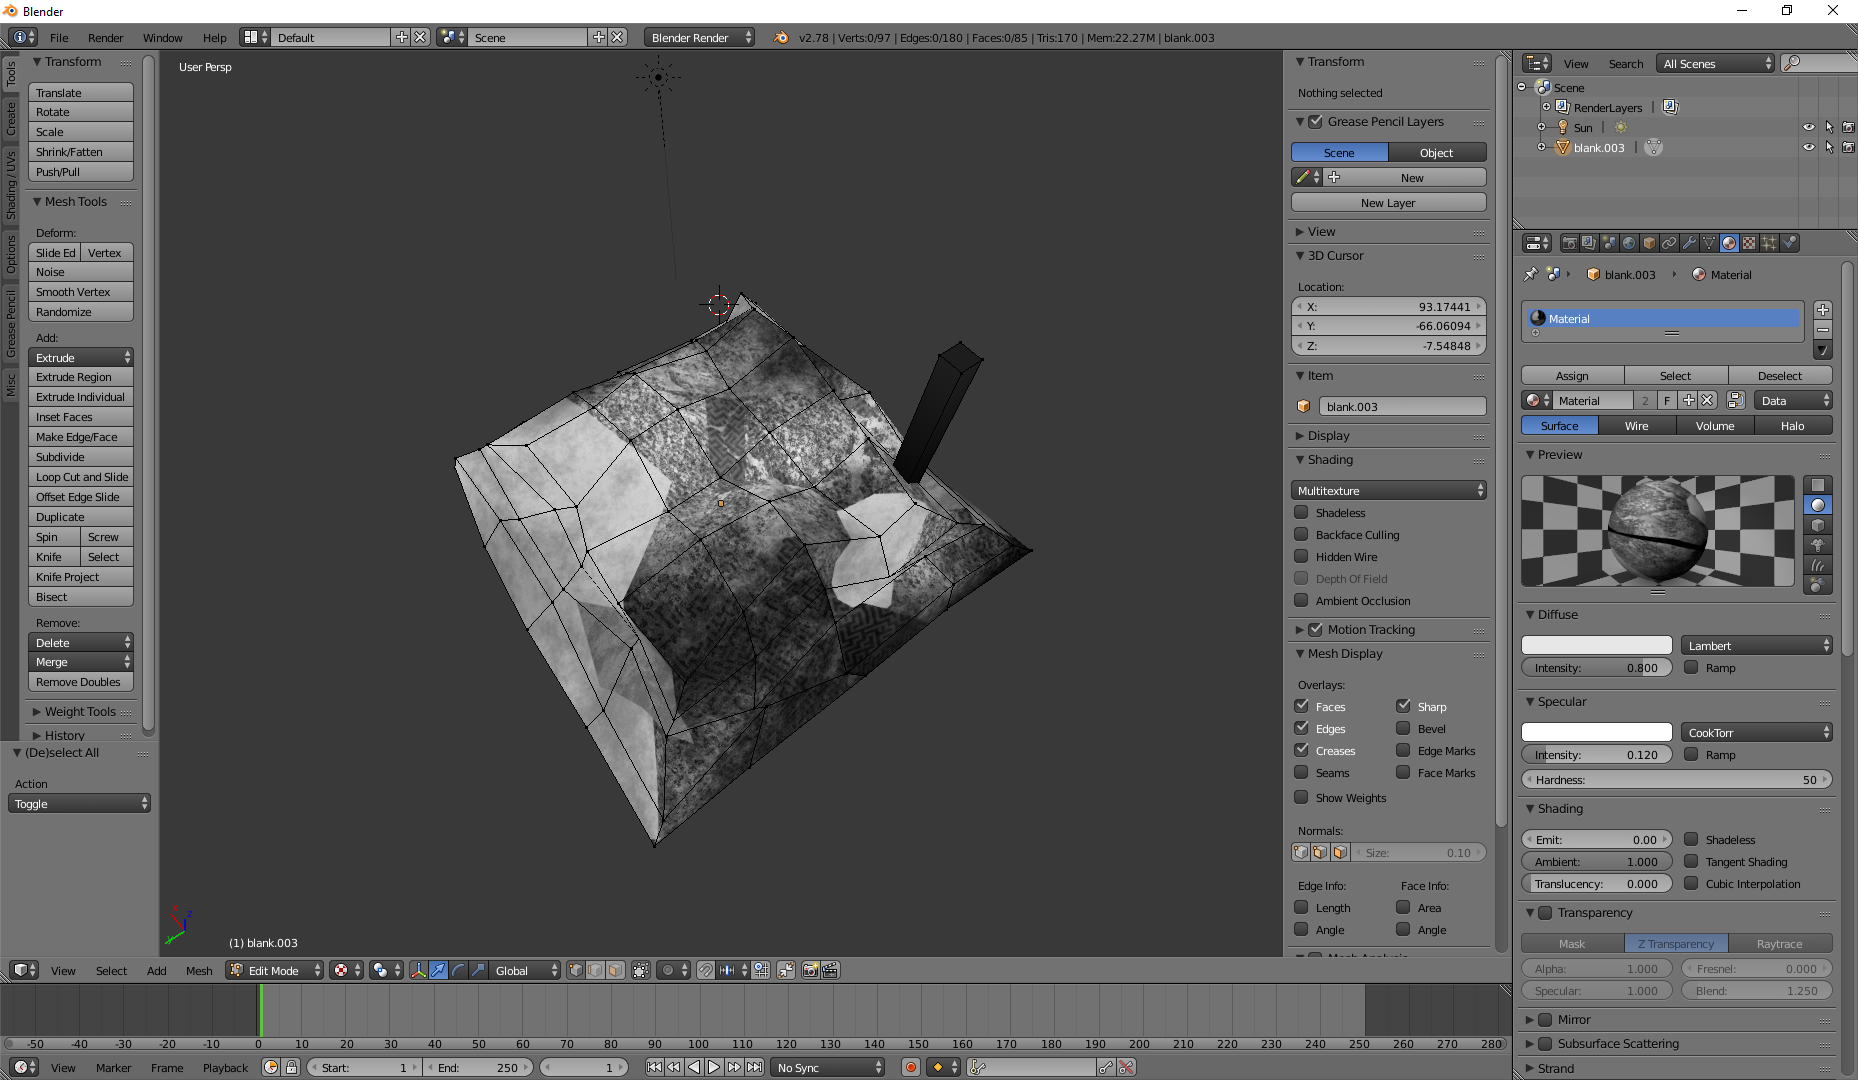 Blender
File Render Window Help Default Scene Blender Render v2.78 | Verts:0/97 | Edges:0/180 | Faces:0/85 | Tris:170 | Mem:22.27M | blank.003
Tools
Create
Shading / UVs
Options
Grease Pencil
Misc
Transform
Translate
Rotate
Scale
Shrink/Fatten
Push/Pull
Mesh Tools
Deform:
Slide Ed Vertex
Noise
Smooth Vertex
Randomize
Add:
Extrude
Extrude Region
Extrude Individual
Inset Faces
Make Edge/Face
Subdivide
Loop Cut and Slide
Offset Edge Slide
Duplicate
Spin Screw
Knife Select
Knife Project
Bisect
Remove:
Delete
Merge
Remove Doubles
Weight Tools
History
(De)select All
Action
Toggle
User Persp
(1) blank.003
Transform
Nothing selected
Grease Pencil Layers
Scene Object
New
New Layer
View
3D Cursor
Location:
X: 93.17441
Y: -66.06094
Z: -7.54848
Item
blank.003
Display
Shading
Multitexture
Shadeless
Backface Culling
Hidden Wire
Depth Of Field
Ambient Occlusion
Motion Tracking
Mesh Display
Overlays:
Faces Sharp
Edges Bevel
Creases Edge Marks
Seams Face Marks
Show Weights
Normals:
Size: 0.10
Edge Info: Face Info:
Length Area
Angle Angle
Mesh Analysis
View Search All Scenes
Scene
RenderLayers |
Sun |
blank.003 |
blank.003 Material
Material
Assign Select Deselect
Material 2 F Data
Surface Wire Volume Halo
Preview
Diffuse
Lambert
Intensity: 0.800 Ramp
Specular
CookTorr
Intensity: 0.120 Ramp
Hardness: 50
Shading
Emit: 0.00 Shadeless
Ambient: 1.000 Tangent Shading
Translucency: 0.000 Cubic Interpolation
Transparency
Mask Z Transparency Raytrace
Alpha: 1.000 Fresnel: 0.000
Specular: 1.000 Blend: 1.250
Mirror
Subsurface Scattering
Strand
View Select Add Mesh Edit Mode Global
-50 -40 -30 -20 -10 0 10 20 30 40 50 60 70 80 90 100 110 120 130 140 150 160 170 180 190 200 210 220 230 240 250 260 270 280
View Marker Frame Playback Start: 1 End: 250 1 No Sync